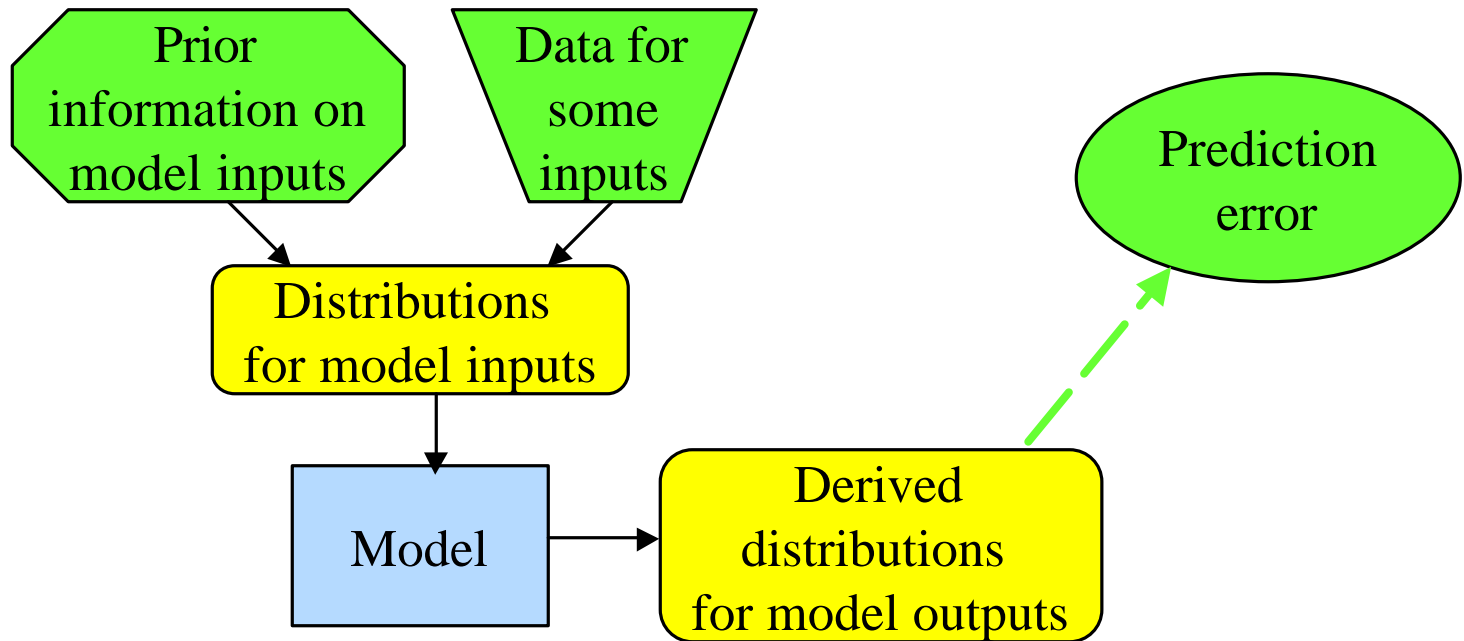 Prior
information on
model inputs
Data for
some
inputs
Prediction
error
Distributions
for model inputs
Model
Derived
distributions
for model outputs